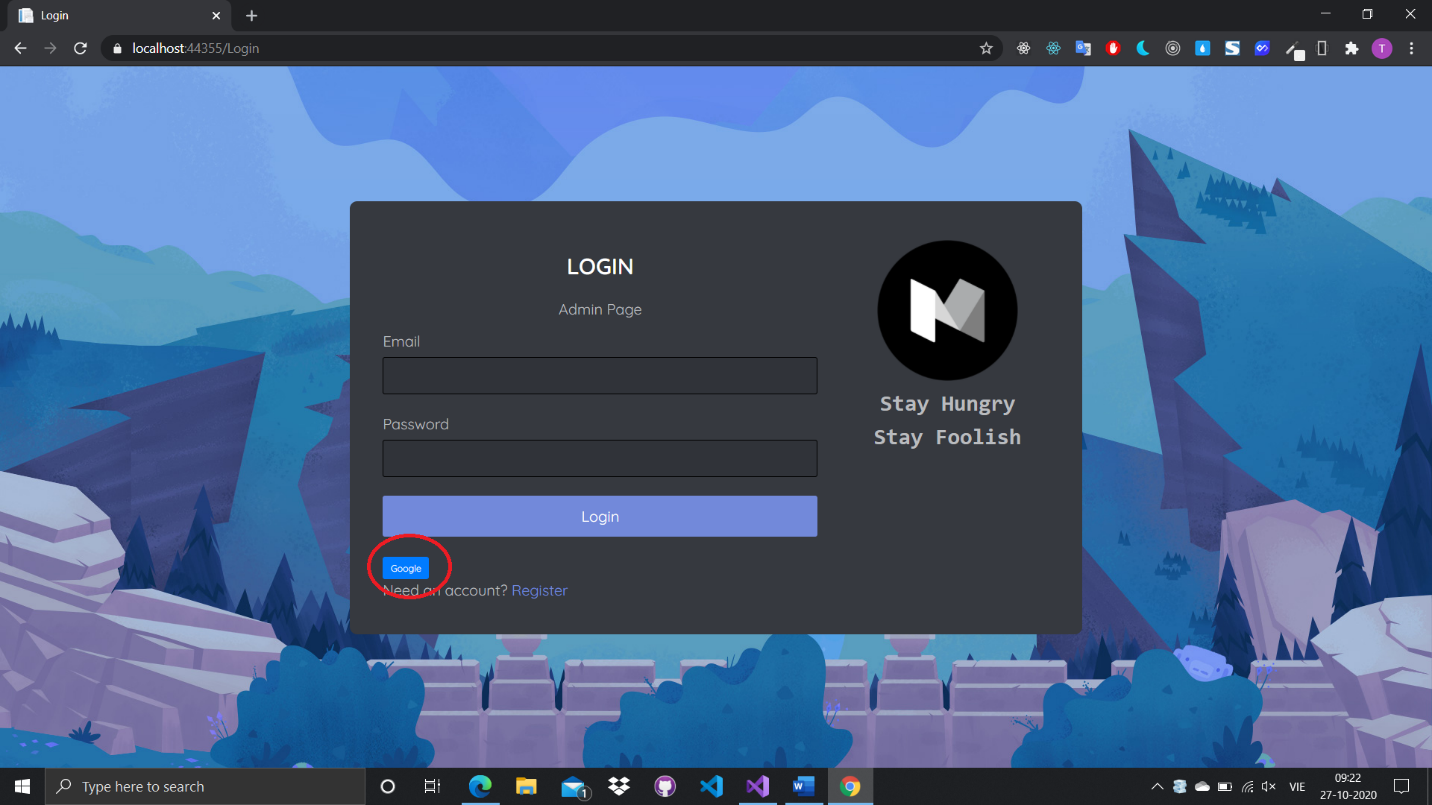 Login
localhost:44355/Login
T
LOGIN
Admin Page
Email
Password
Login
Google
Need an account? Register
Stay Hungry
Stay Foolish
Type here to search
1
VIE
09:22
27-10-2020